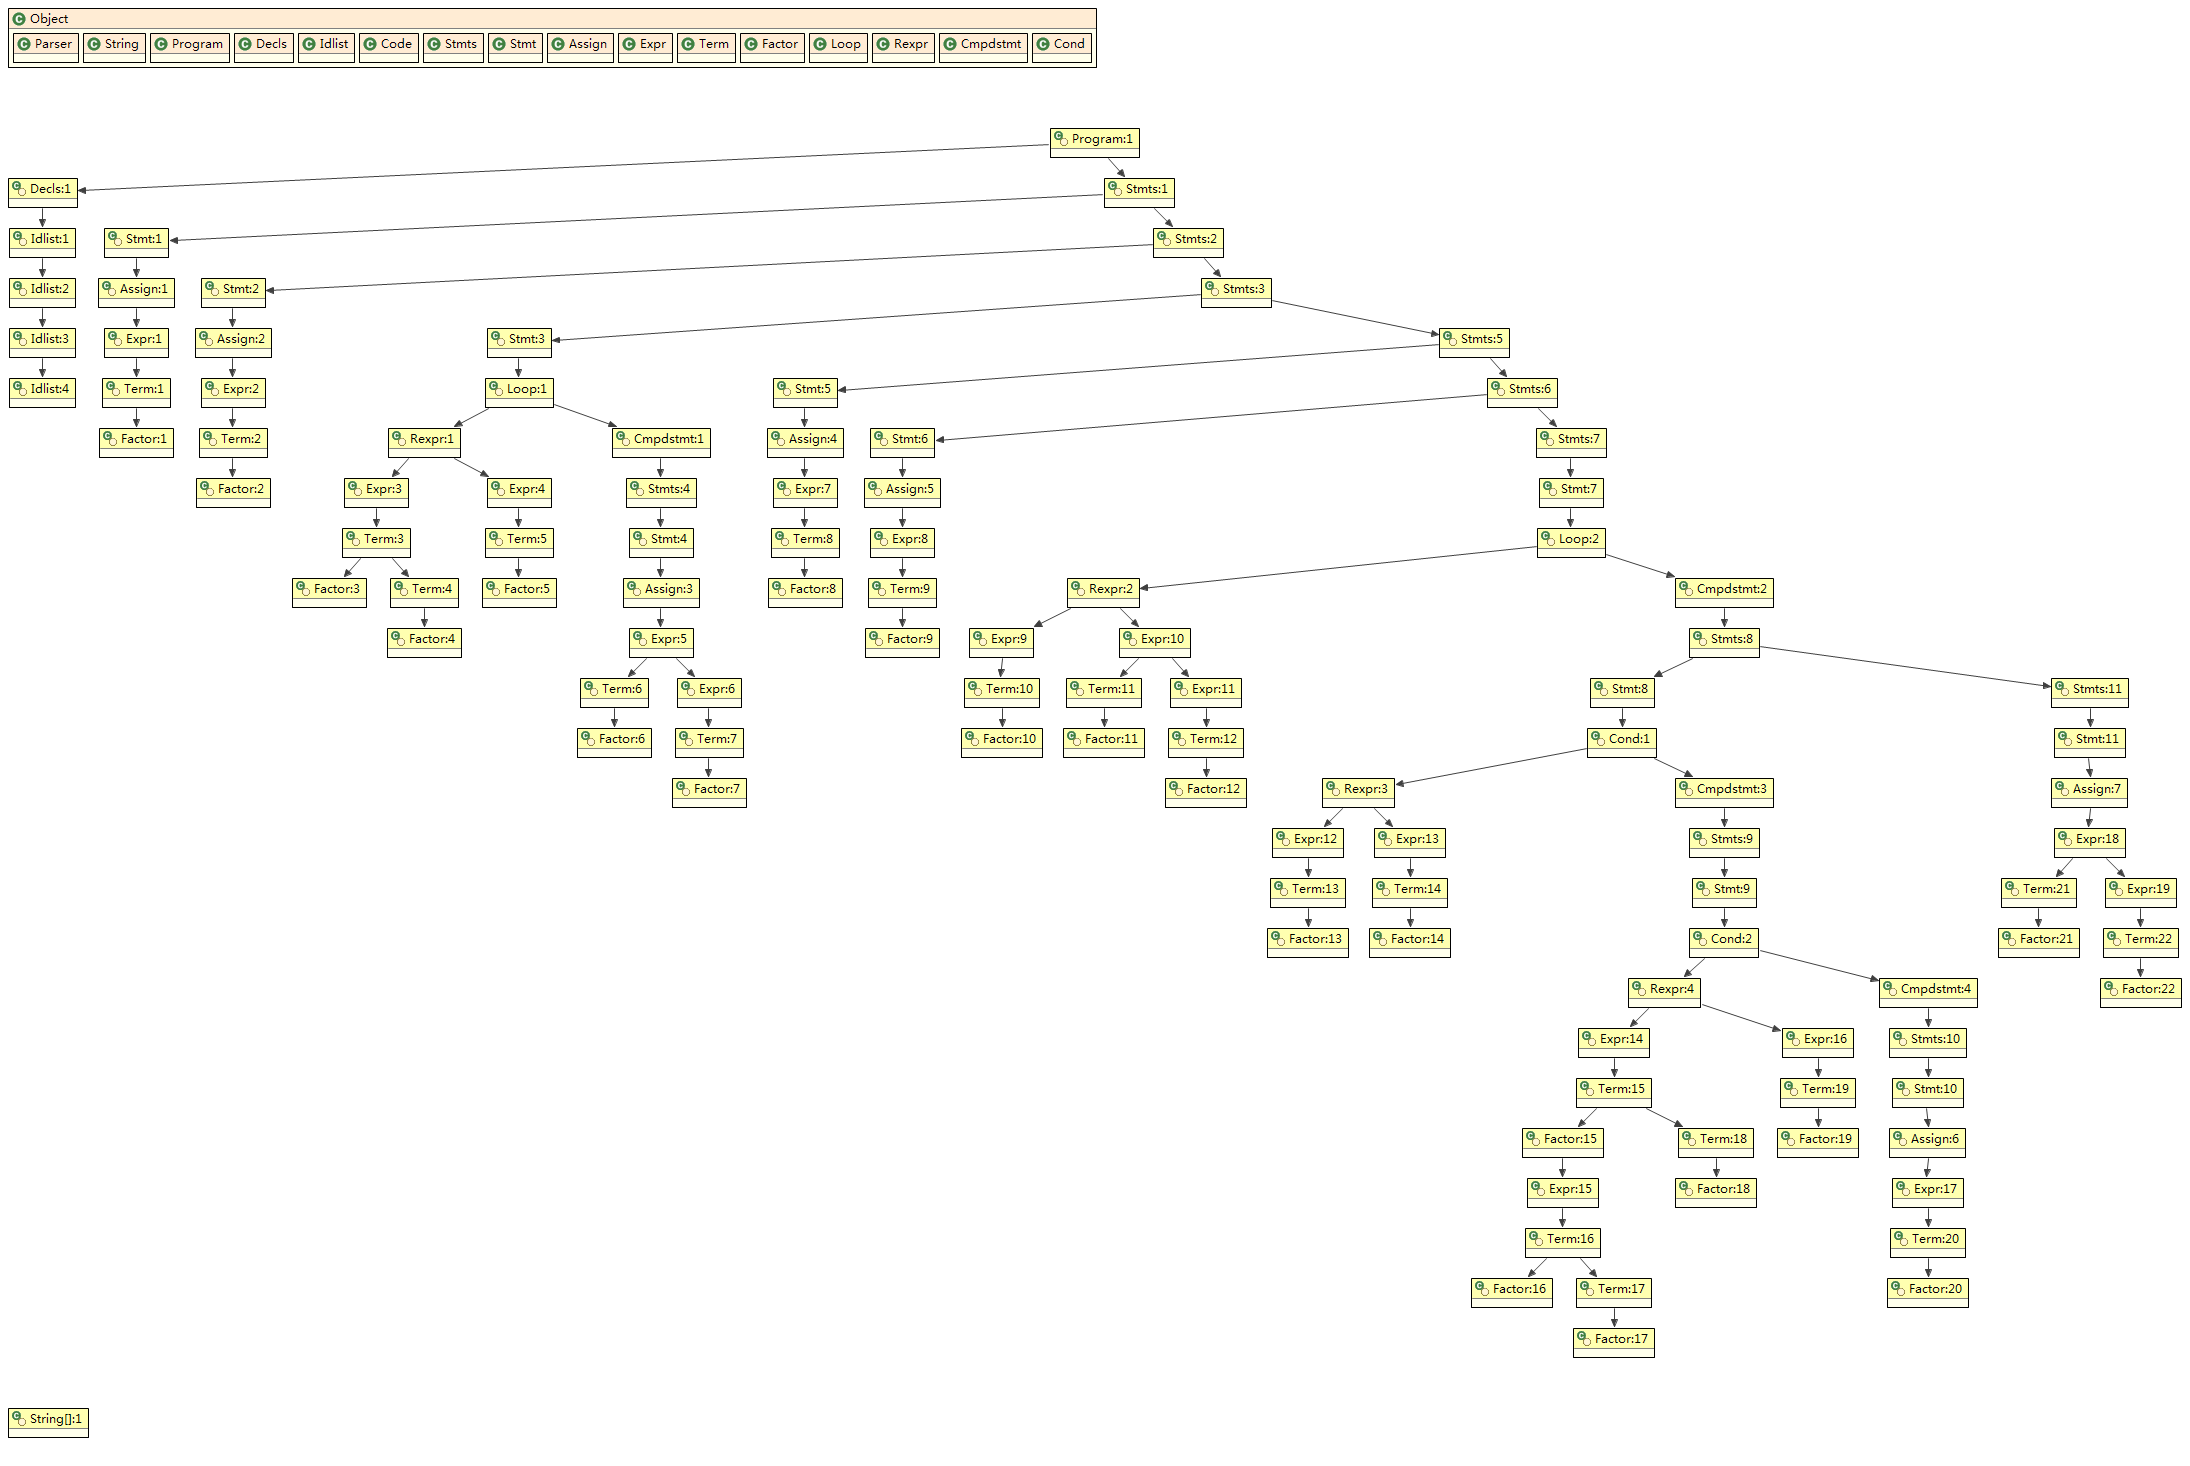 Object
Parser String Program Decls Idlist Code Stmts Stmt Assign Expr Term Factor Loop Rexpr Cmpdstmt Cond
Program:1
Decls:1 Stmts:1
Idlist:1 Stmt:1 Stmts:2
Idlist:2 Assign:1 Stmt:2 Stmts:3
Idlist:3 Expr:1 Assign:2 Stmt:3 Stmts:5
Idlist:4 Term:1 Expr:2 Loop:1 Stmt:5 Stmts:6
Factor:1 Term:2 Rexpr:1 Cmpdstmt:1 Assign:4 Stmt:6 Stmts:7
Factor:2 Expr:3 Expr:4 Stmts:4 Expr:7 Assign:5 Stmt:7
Term:3 Term:5 Stmt:4 Term:8 Expr:8 Loop:2
Factor:3 Term:4 Factor:5 Assign:3 Factor:8 Term:9 Rexpr:2 Cmpdstmt:2
Factor:4 Expr:5 Factor:9 Expr:9 Expr:10 Stmts:8
Term:6 Expr:6 Term:10 Term:11 Expr:11 Stmt:8 Stmts:11
Factor:6 Term:7 Factor:10 Factor:11 Term:12 Cond:1 Stmt:11
Factor:7 Factor:12 Rexpr:3 Cmpdstmt:3 Assign:7
Expr:12 Expr:13 Stmts:9 Expr:18
Term:13 Term:14 Stmt:9 Term:21 Expr:19
Factor:13 Factor:14 Cond:2 Factor:21 Term:22
Rexpr:4 Cmpdstmt:4 Factor:22
Expr:14 Expr:16 Stmts:10
Term:15 Term:19 Stmt:10
Factor:15 Term:18 Factor:19 Assign:6
Expr:15 Factor:18 Expr:17
Term:16 Term:20
Factor:16 Term:17 Factor:20
Factor:17
String[]:1